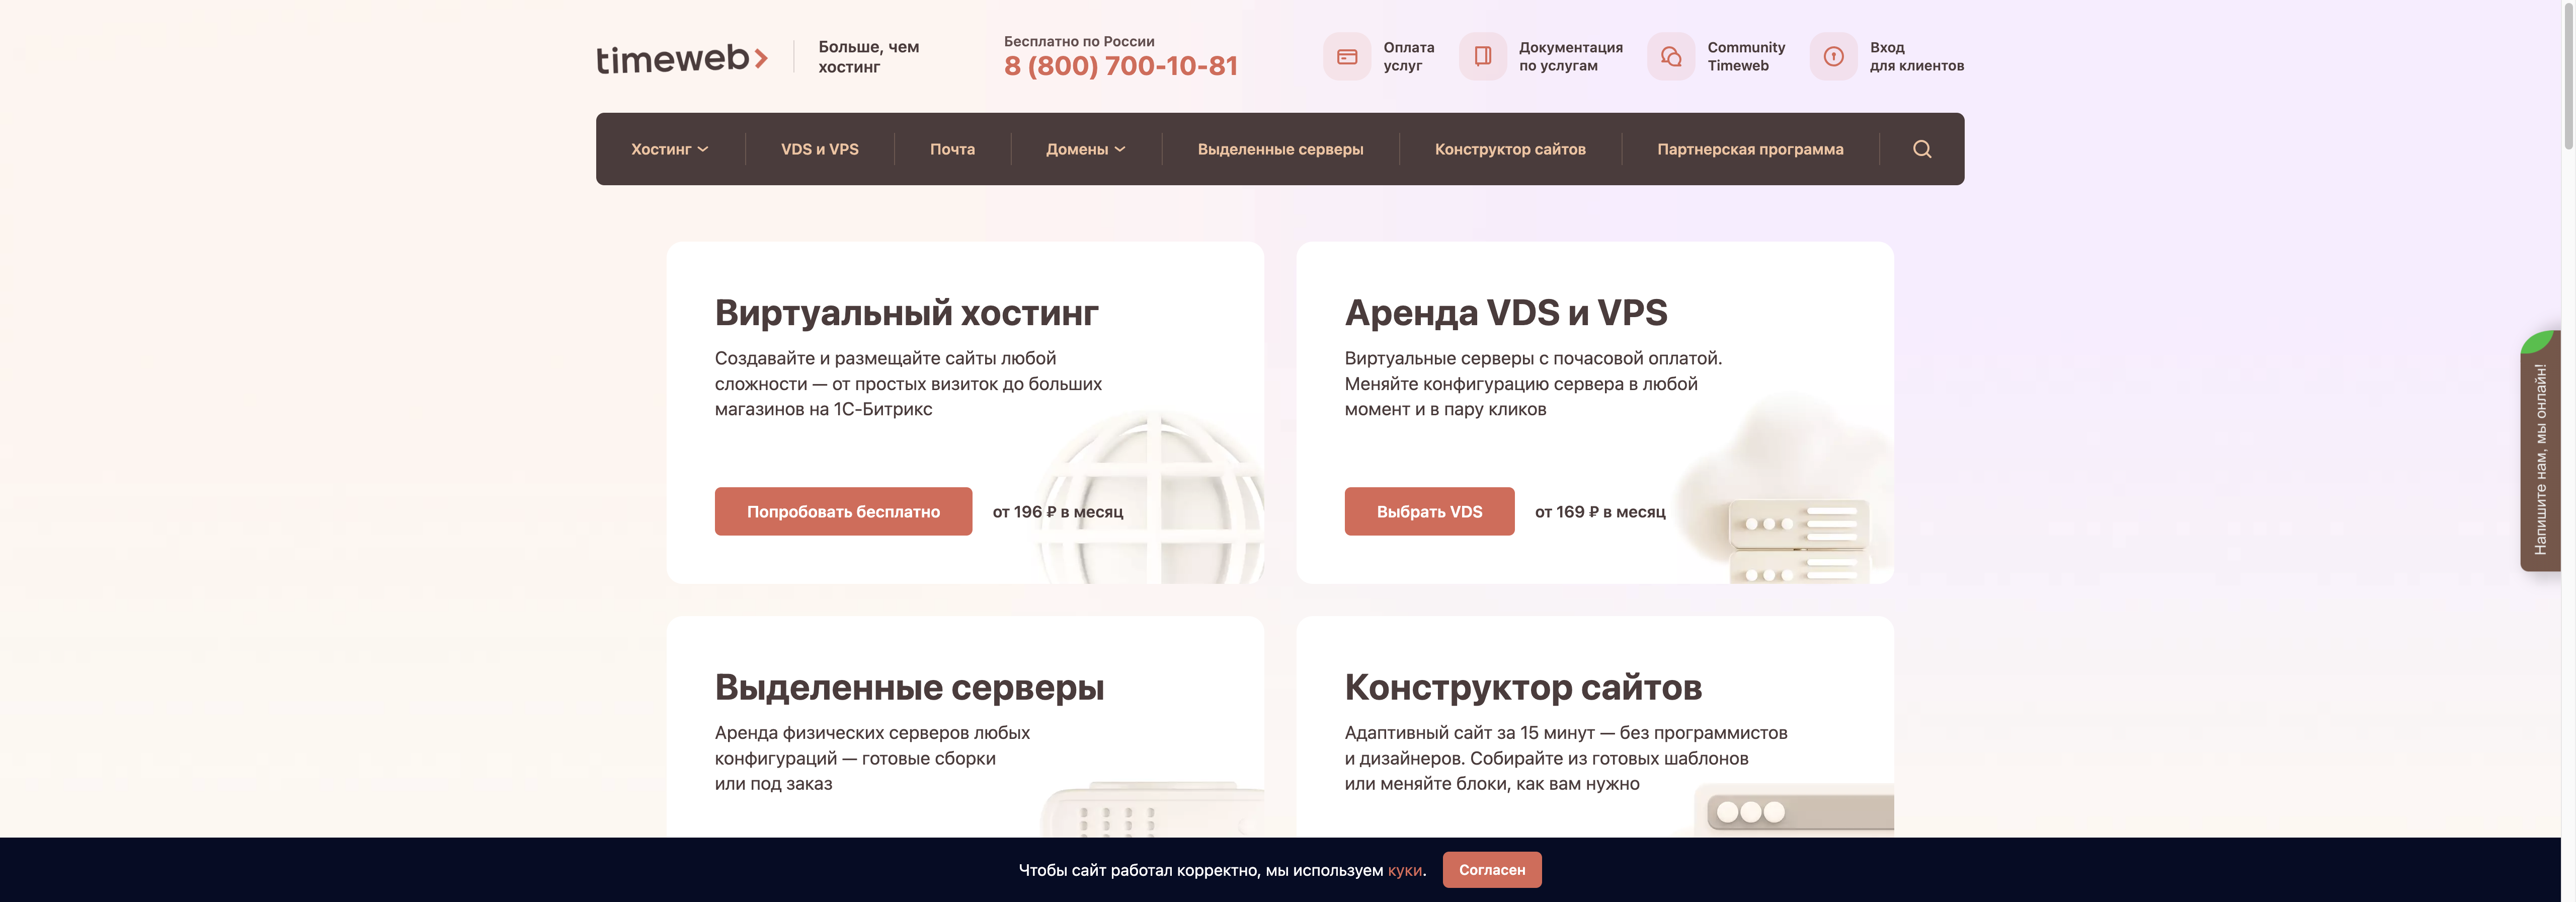 timeweb
Больше, чем
хостинг
Бесплатно по России
8 (800) 700-10-81
Оплата
услуг
Документация
по услугам
Community
Timeweb
Вход
для клиентов
Хостинг
VDS и VPS
Почта
Домены
Выделенные серверы
Конструктор сайтов
Партнерская программа
Виртуальный хостинг
Создавайте и размещайте сайты любой
сложности — от простых визиток до больших
магазинов на 1С-Битрикс
Попробовать бесплатно
от 196 ₽ в месяц
Аренда VDS и VPS
Виртуальные серверы с почасовой оплатой.
Меняйте конфигурацию сервера в любой
момент и в пару кликов
Выбрать VDS
от 169 ₽ в месяц
Напишите нам, мы онлайн!
Выделенные серверы
Аренда физических серверов любых
конфигураций — готовые сборки
или под заказ
Конструктор сайтов
Адаптивный сайт за 15 минут — без программистов
и дизайнеров. Собирайте из готовых шаблонов
или меняйте блоки, как вам нужно
Чтобы сайт работал корректно, мы используем куки.
Согласен